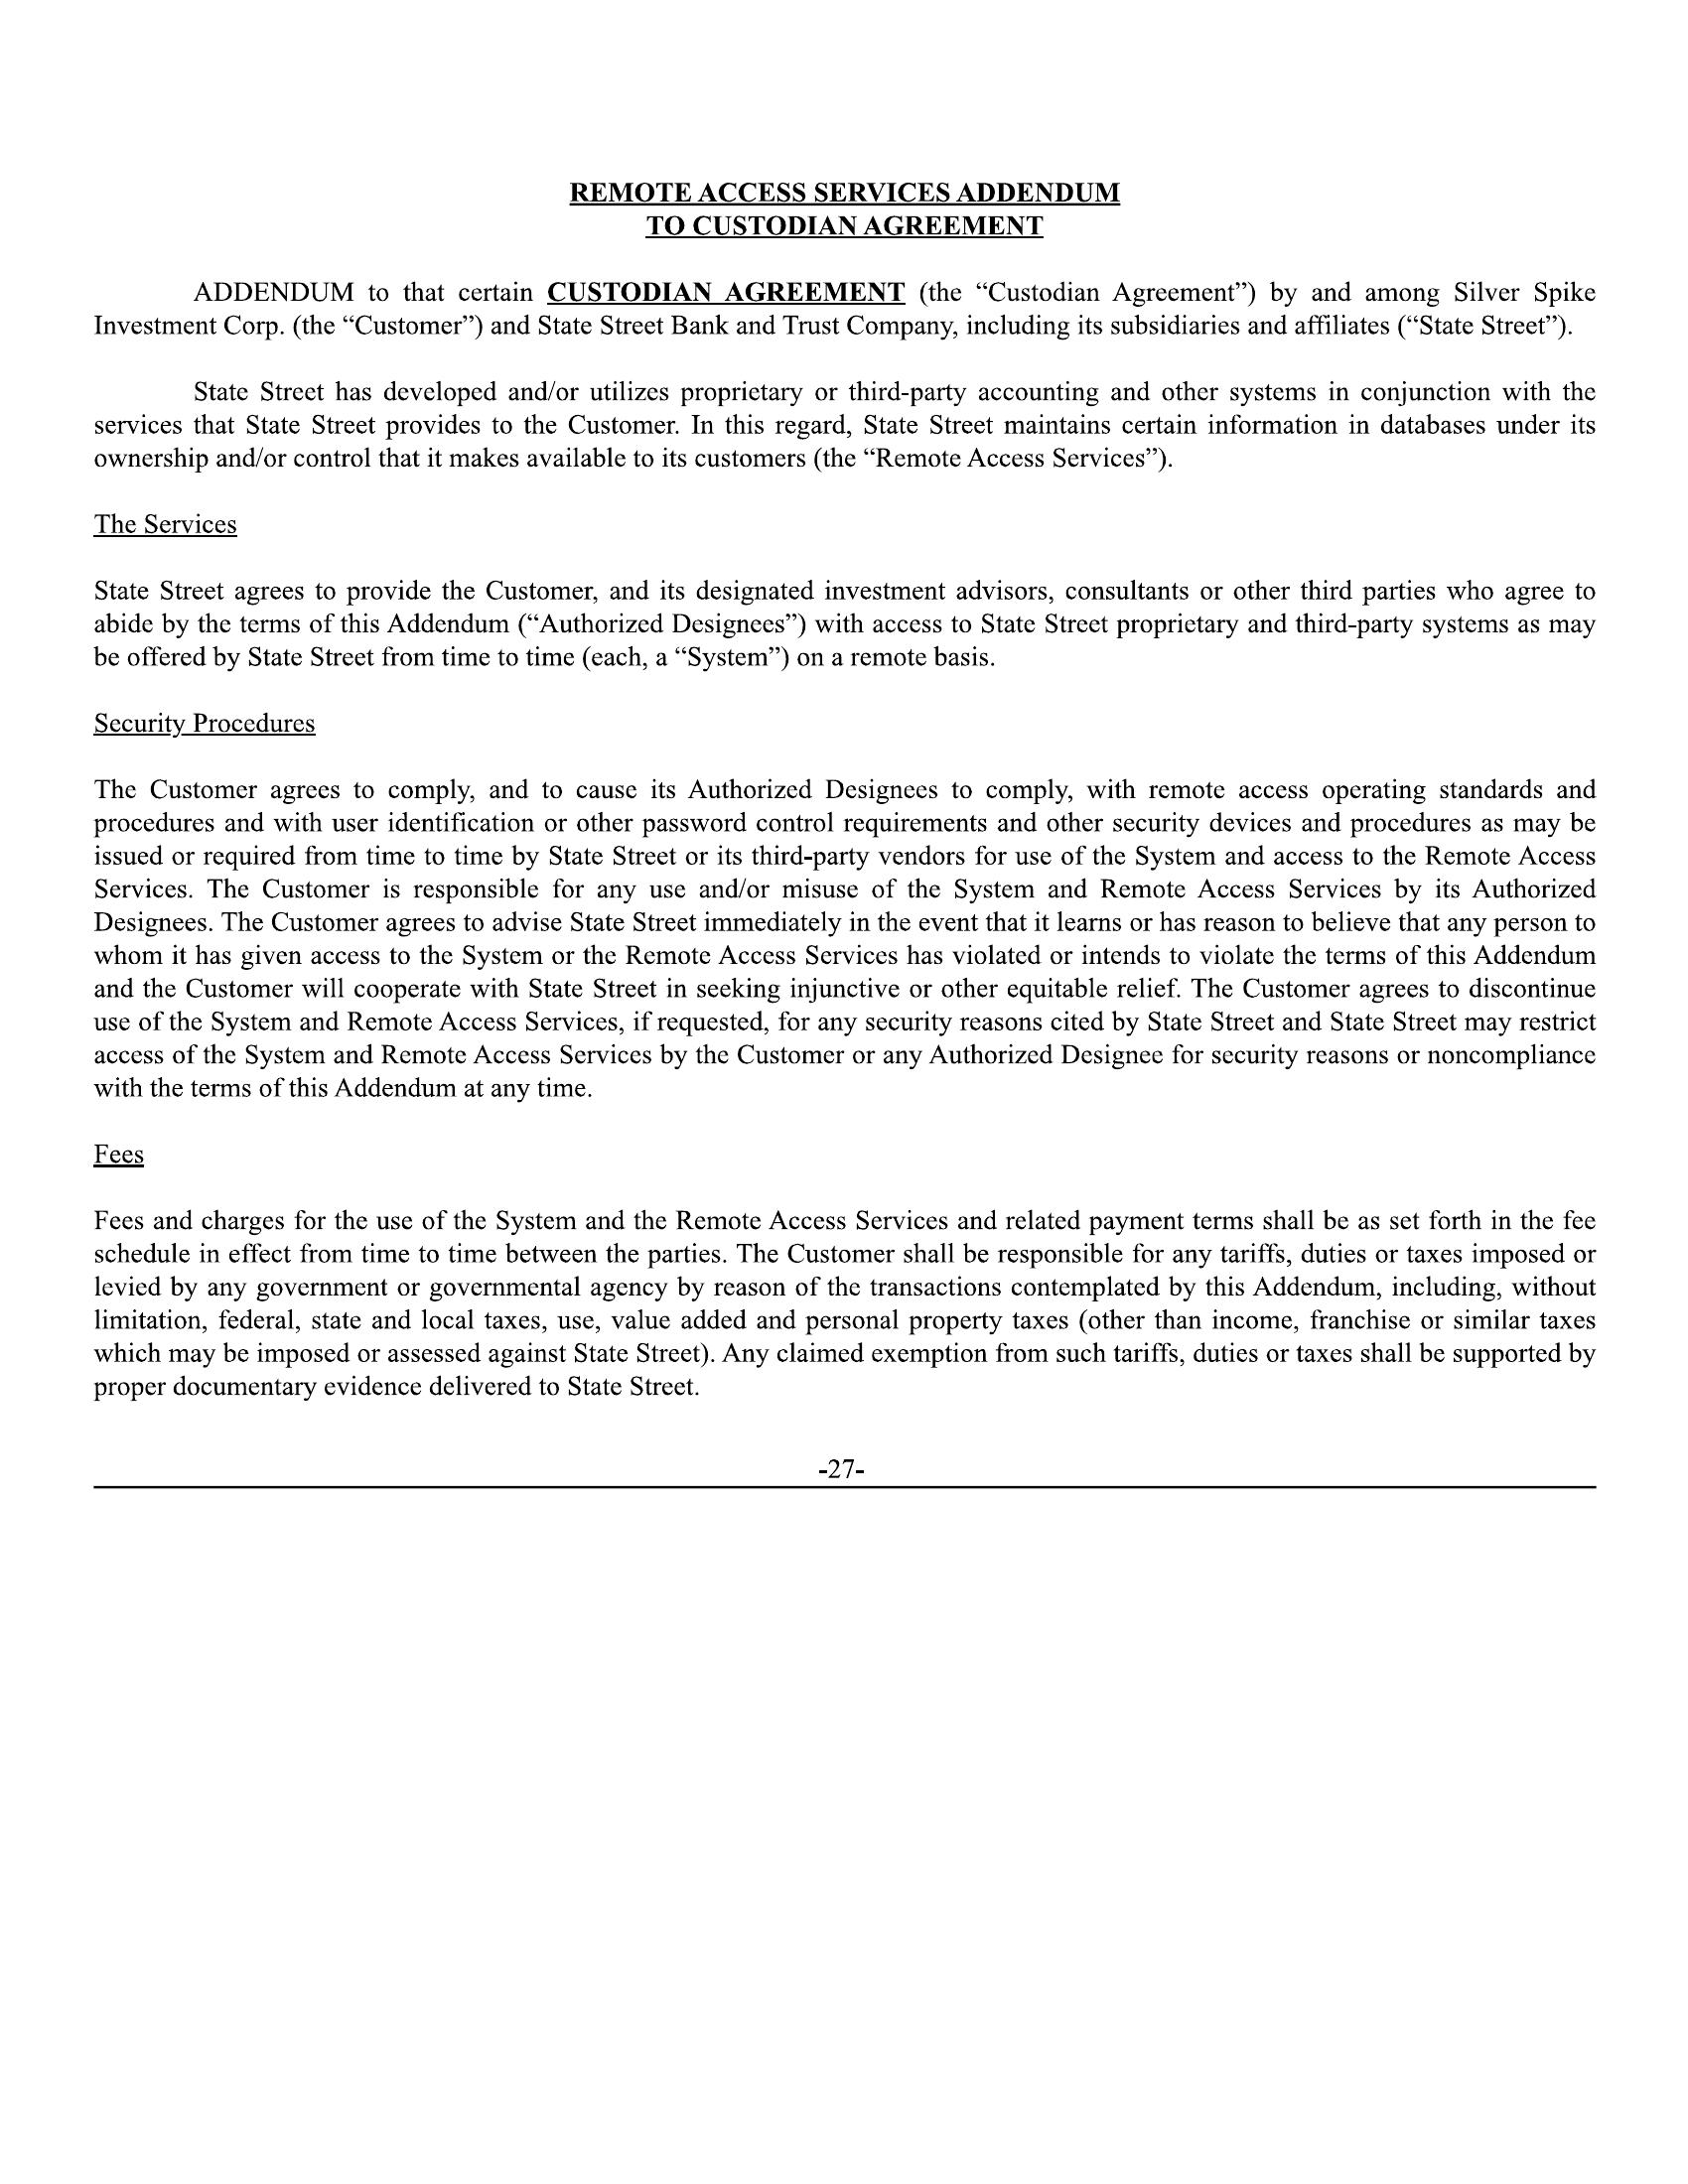 REMOTE ACCESS SERVICES ADDENDUM
TO CUSTODIAN AGREEMENT
ADDENDUM to that certain CUSTODIAN AGREEMENT (the “Custodian Agreement”) by and among Silver Spike
Investment Corp. (the “Customer”) and State Street Bank and Trust Company, including its subsidiaries and affiliates (“State Street”).
State Street has developed and/or utilizes proprietary or third-party accounting and other systems in conjunction with the
services that State Street provides to the Customer. In this regard, State Street maintains certain information in databases under its
ownership and/or control that it makes available to its customers (the “Remote Access Services”).
The Services
State Street agrees to provide the Customer, and its designated investment advisors, consultants or other third parties who agree to
abide by the terms of this Addendum (“Authorized Designees”) with access to State Street proprietary and third-party systems as may
be offered by State Street from time to time (each, a “System”) on a remote basis.
Security Procedures
The Customer agrees to comply, and to cause its Authorized Designees to comply, with remote access operating standards and
procedures and with user identification or other password control requirements and other security devices and procedures as may be
issued or required from time to time by State Street or its third-party vendors for use of the System and access to the Remote Access
Services. The Customer is responsible for any use and/or misuse of the System and Remote Access Services by its Authorized
Designees. The Customer agrees to advise State Street immediately in the event that it learns or has reason to believe that any person to
whom it has given access to the System or the Remote Access Services has violated or intends to violate the terms of this Addendum
and the Customer will cooperate with State Street in seeking injunctive or other equitable relief. The Customer agrees to discontinue
use of the System and Remote Access Services, if requested, for any security reasons cited by State Street and State Street may restrict
access of the System and Remote Access Services by the Customer or any Authorized Designee for security reasons or noncompliance
with the terms of this Addendum at any time.
Fees
Fees and charges for the use of the System and the Remote Access Services and related payment terms shall be as set forth in the fee
schedule in effect from time to time between the parties. The Customer shall be responsible for any tariffs, duties or taxes imposed or
levied by any government or governmental agency by reason of the transactions contemplated by this Addendum, including, without
limitation, federal, state and local taxes, use, value added and personal property taxes (other than income, franchise or similar taxes
which may be imposed or assessed against State Street). Any claimed exemption from such tariffs, duties or taxes shall be supported by
proper documentary evidence delivered to State Street.
-27-